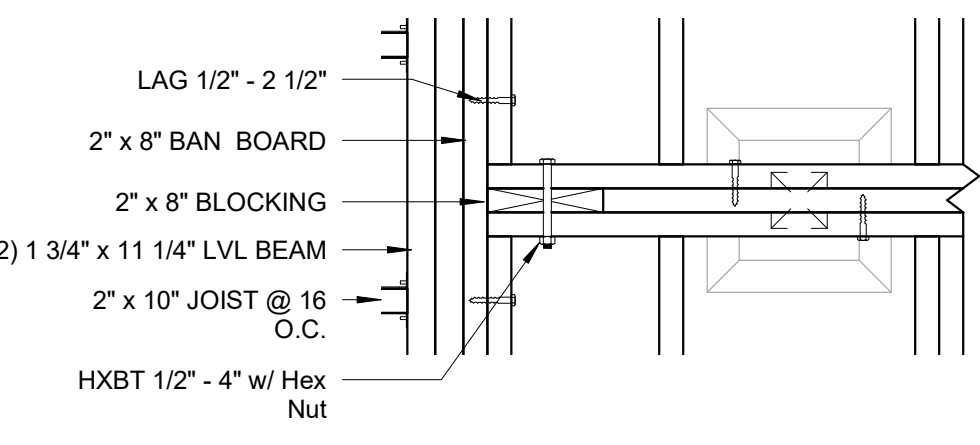 LAG 1/2" - 2 1/2"
2" x 8" BAN BOARD
2" x 8" BLOCKING
2) 1 3/4" x 11 1/4" LVL BEAM
2" x 10" JOIST @ 16
O.C.
HXBT 1/2" - 4" w/ Hex
Nut